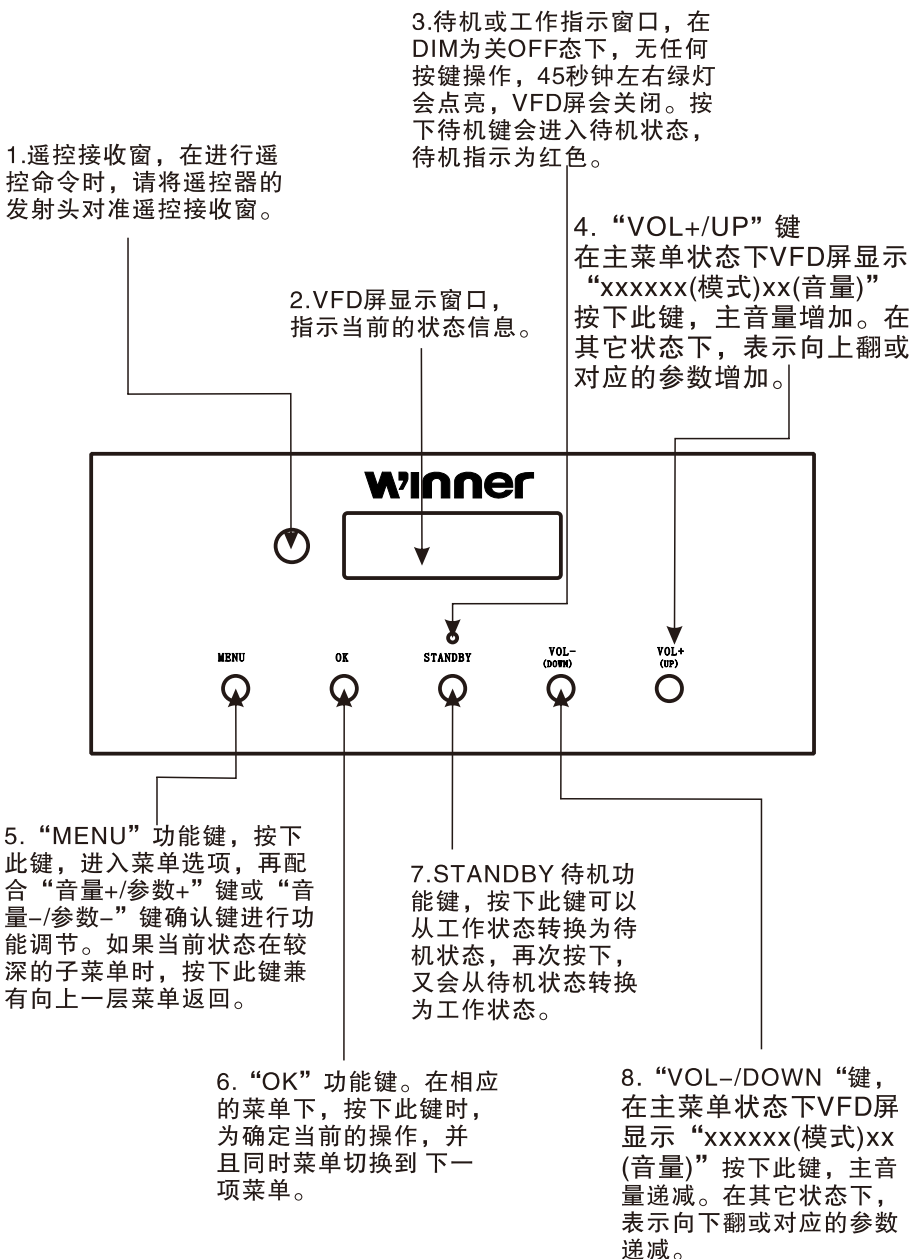 3.待机或工作指示窗口，在
DIM为关OFF态下，无任何
按键操作，45秒钟左右绿灯
会点亮，VFD屏会关闭。按
下待机键会进入待机状态，
待机指示为红色。
1.遥控接收窗，在进行遥
控命令时，请将遥控器的
发射头对准遥控接收窗。
4.“VOL+/UP”键
在主菜单状态下VFD屏显示
“xxxxxx(模式)xx(音量)”
按下此键，主音量增加。在
其它状态下，表示向上翻或
对应的参数增加。
2.VFD屏显示窗口，
指示当前的状态信息。
winner
MENU
OK
STANDBY
VOL-
(DOWN)
VOL+
(UP)
5.“MENU”功能键，按下
此键，进入菜单选项，再配
合“音量+/参数+”键或“音
量-/参数-”键确认键进行功
能调节。如果当前状态在较
深的子菜单时，按下此键兼
有向上一层菜单返回。
7.STANDBY 待机功
能键，按下此键可以
从工作状态转换为待
机状态，再次按下，
又会从待机状态转换
为工作状态。
6.“OK”功能键。在相应
的菜单下，按下此键时，
为确定当前的操作，并
且同时菜单切换到 下一
项菜单。
8.“VOL-/DOWN “键，
在主菜单状态下VFD屏
显示“xxxxxx(模式)xx
(音量)”按下此键，主音
量递减。在其它状态下，
表示向下翻或对应的参数
递减。